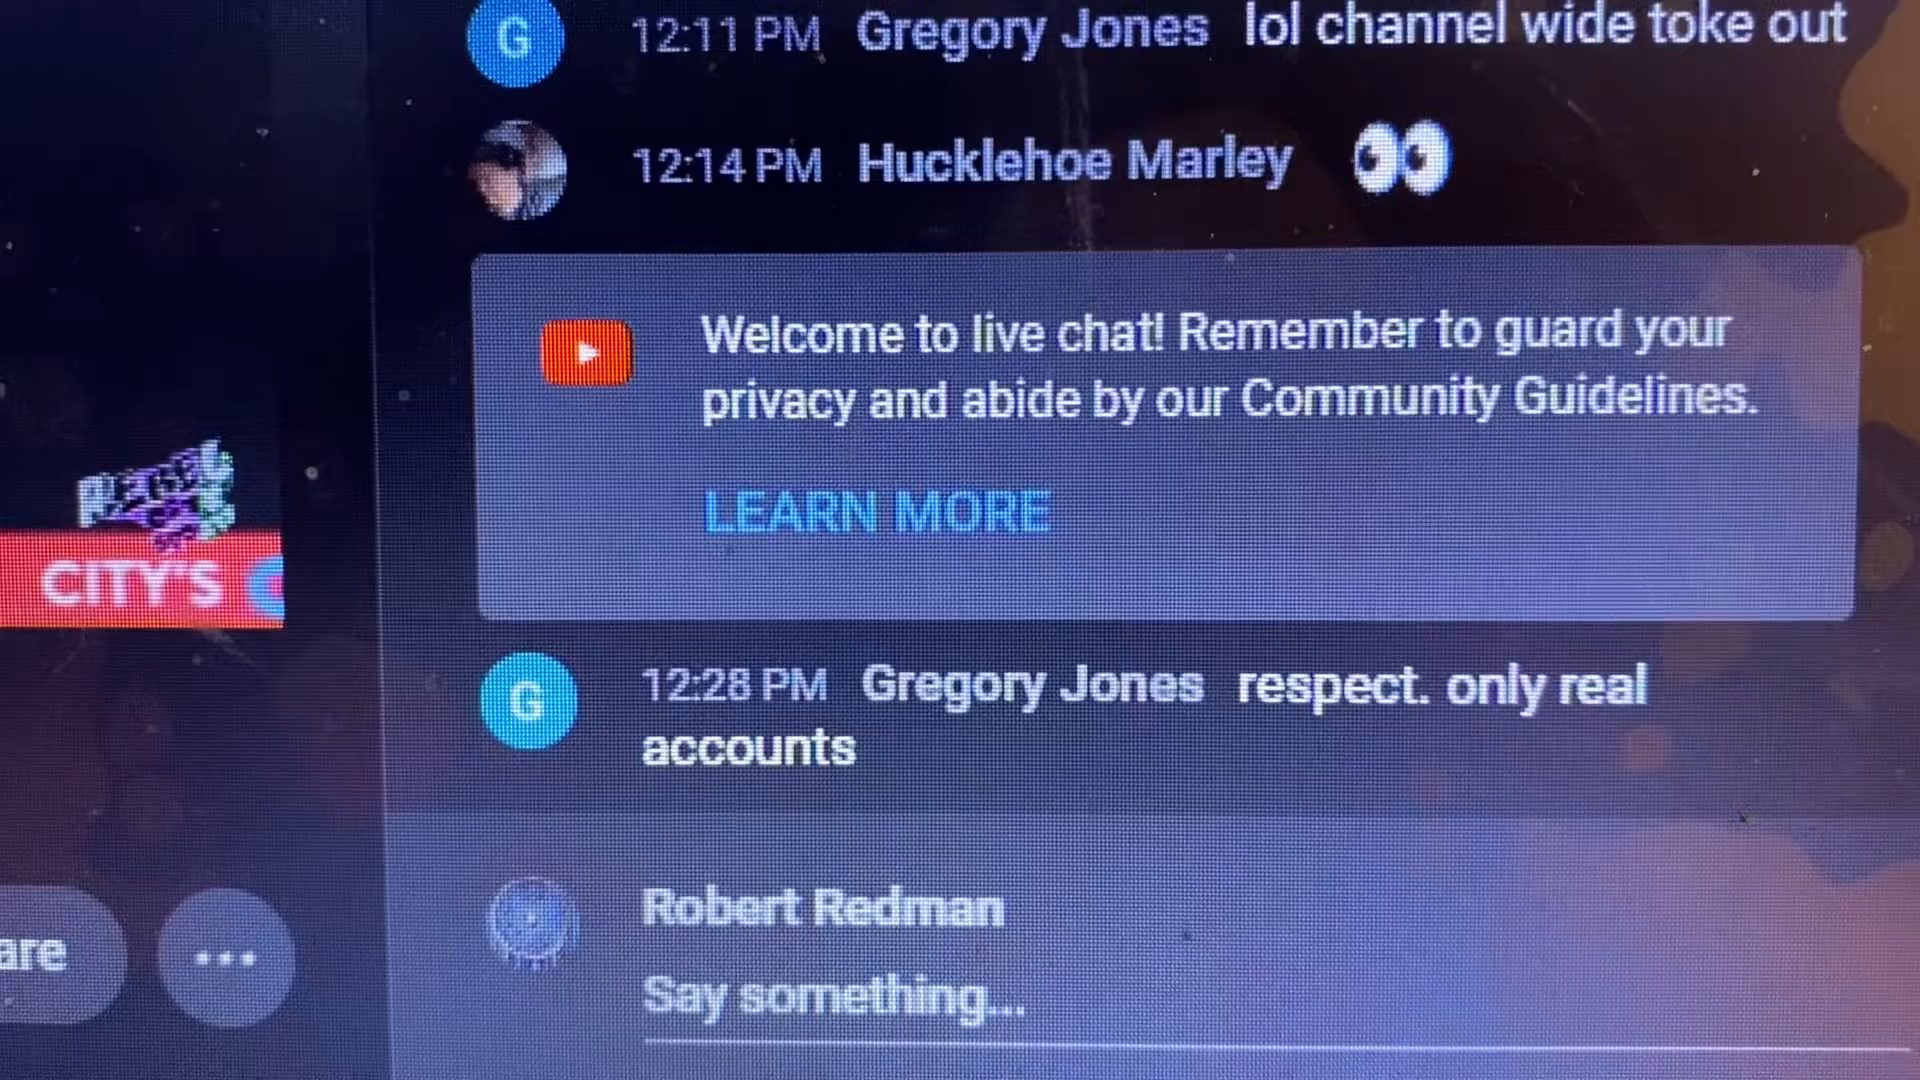 G 12:11 PM Gregory Jones lol channel wide toke out
12:14 PM Hucklehoe Marley 👀
Welcome to live chat! Remember to guard your
privacy and abide by our Community Guidelines.
LEARN MORE
CITY'S
G 12:28 PM Gregory Jones respect. only real
accounts
Robert Redman
are ...
Say something...